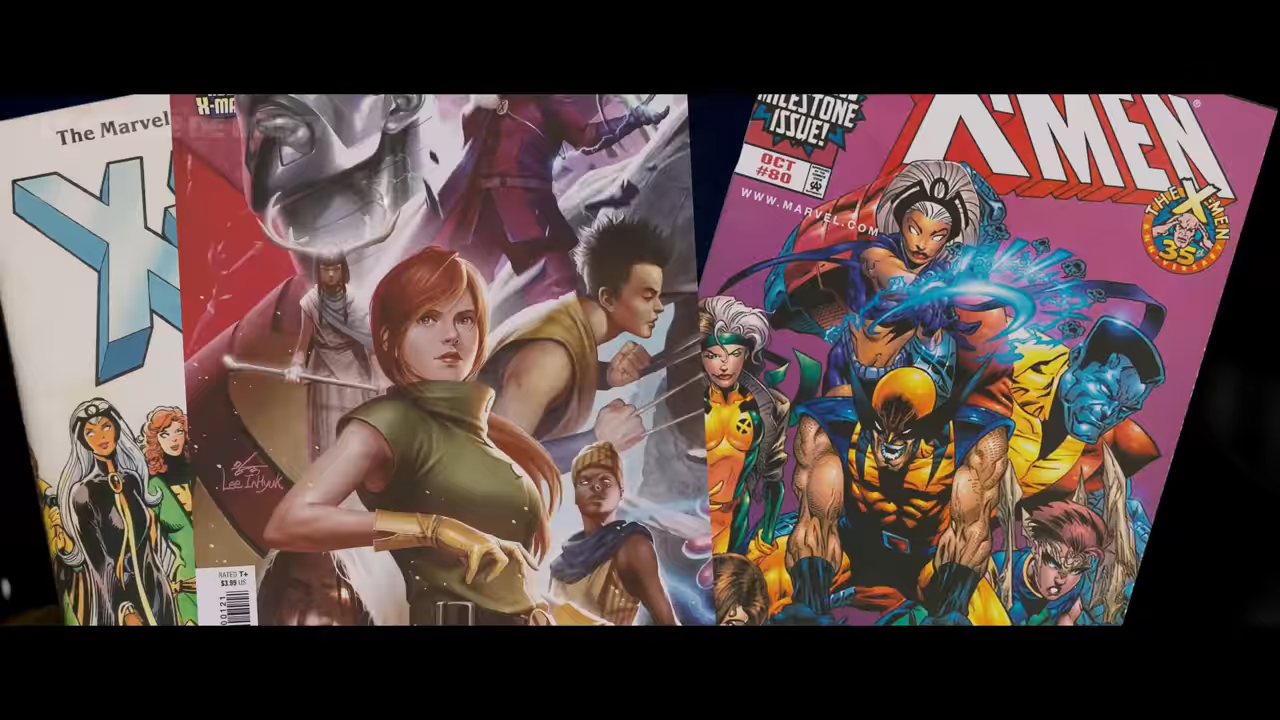 The Marvel
X-MA
Lee InHyuk
RATED T+
$3.99 US
00121
MILESTONE
ISSUE!
OCT
#80
WWW.MARVEL.COM
X-MEN
THE X-MEN
35